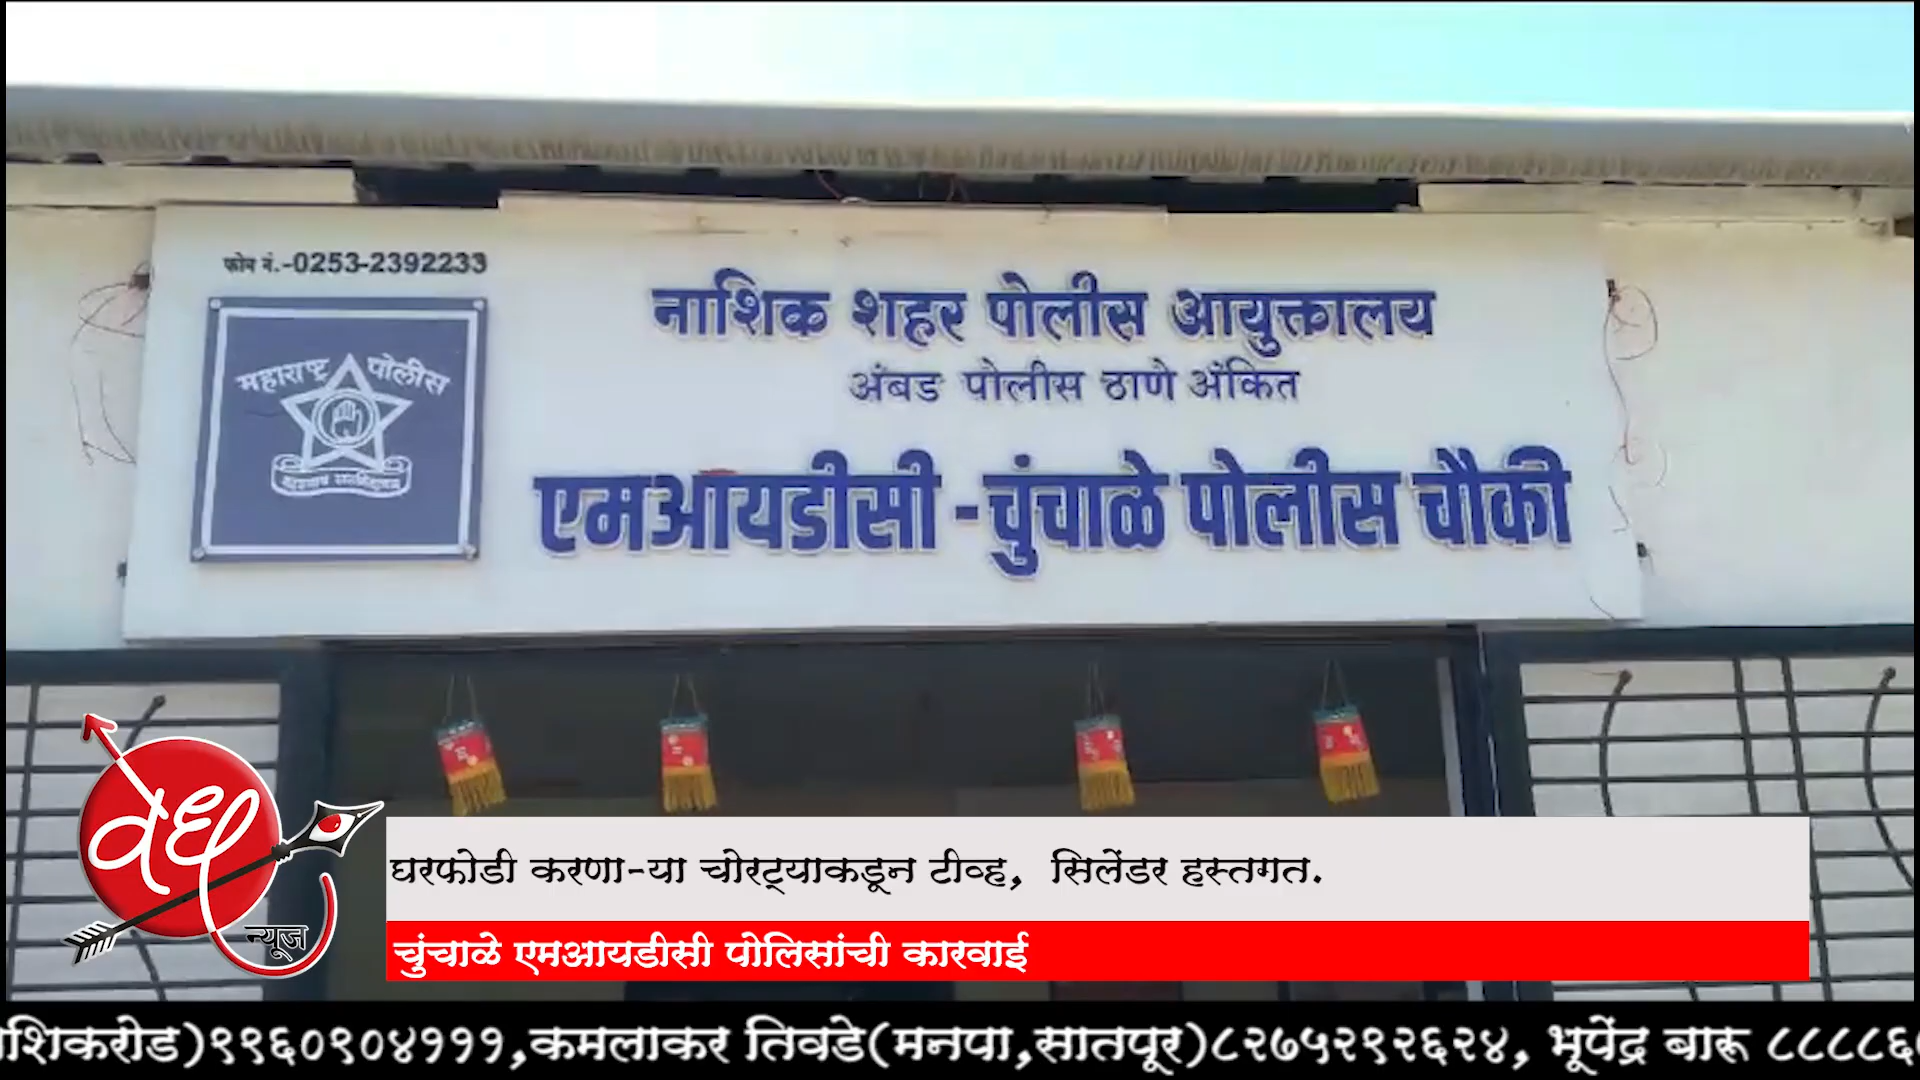 फोन नं.-0253-2392233
नाशिक शहर पोलीस आयुक्तालय
अंबड पोलीस ठाणे अंकित
एमआयडीसी -चुंचाळे पोलीस चौकी
महाराष्ट्र पोलीस
वेध
न्यूज
घरफोडी करणा-या चोरट्याकडून टीव्ह, सिलेंडर हस्तगत.
चुंचाळे एमआयडीसी पोलिसांची कारवाई
ाशिकरोड)९९६०९०४१११,कमलाकर तिवडे(मनपा,सातपूर)८२७५२९२६२४, भूपेंद्र बारू ८८८८६